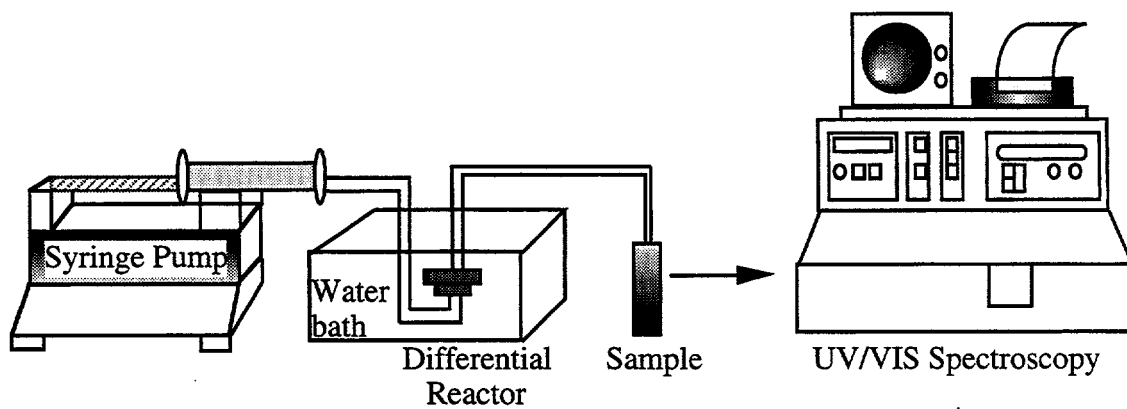 Syringe Pump
Water
bath
Differential
Reactor
Sample
UV/VIS Spectroscopy